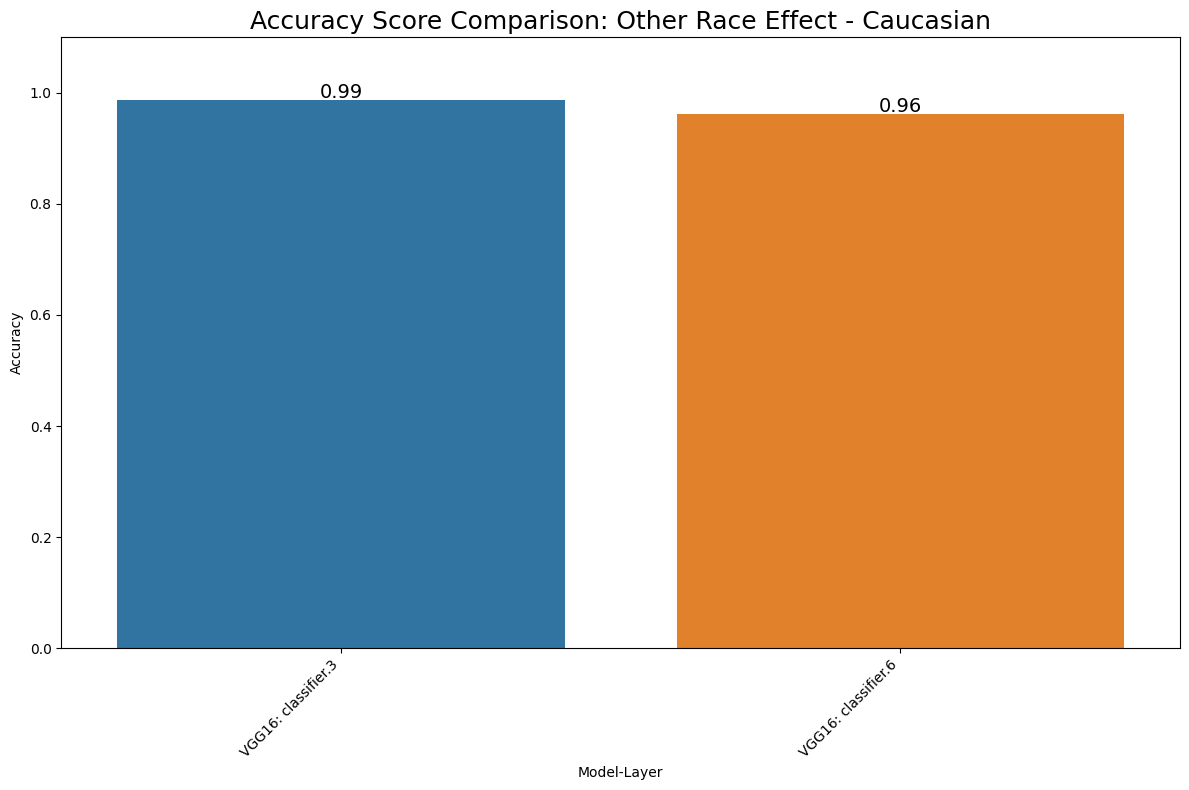 Accuracy Score Comparison: Other Race Effect - Caucasian
0.99
0.96
1.0
0.8
0.6
0.4
0.2
0.0
Accuracy
VGG16: classifier.3
VGG16: classifier.6
Model-Layer